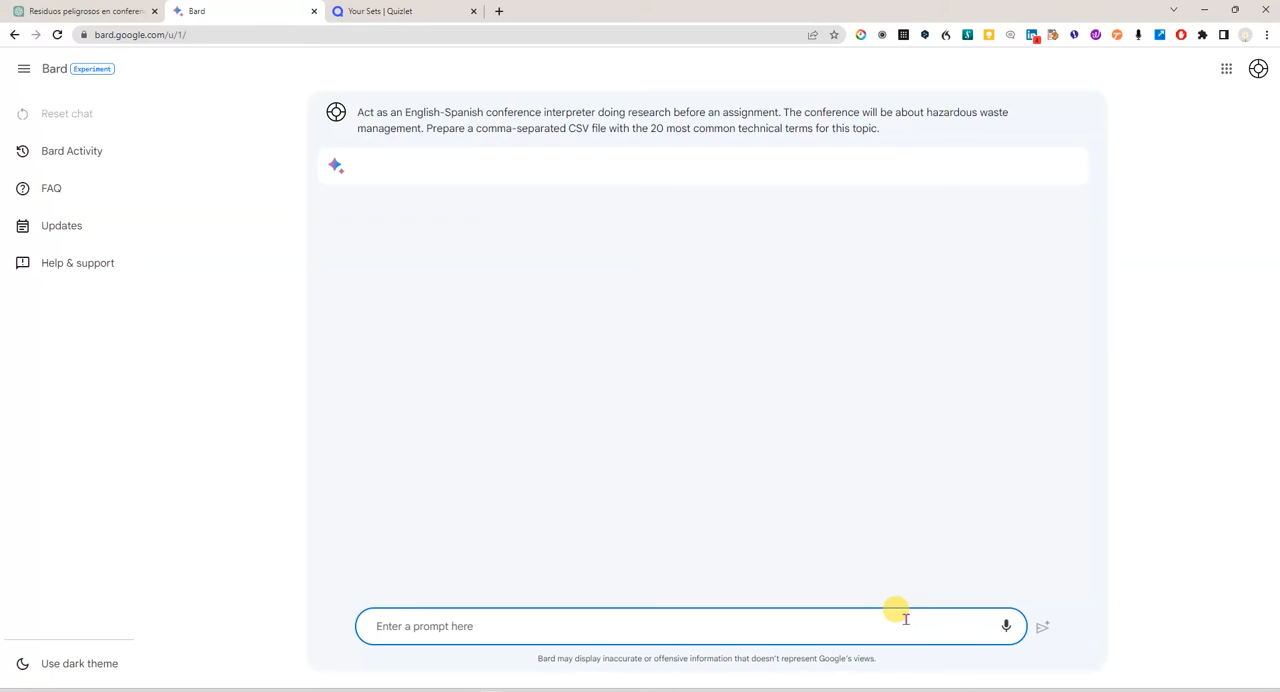 Residuos peligrosos en conferen
Bard
Your Sets | Quizlet
bard.google.com/u/1/
Bard Experiment
Reset chat
Bard Activity
FAQ
Updates
Help & support
Act as an English-Spanish conference interpreter doing research before an assignment. The conference will be about hazardous waste
management. Prepare a comma-separated CSV file with the 20 most common technical terms for this topic.
Enter a prompt here
Bard may display inaccurate or offensive information that doesn't represent Google's views.
Use dark theme